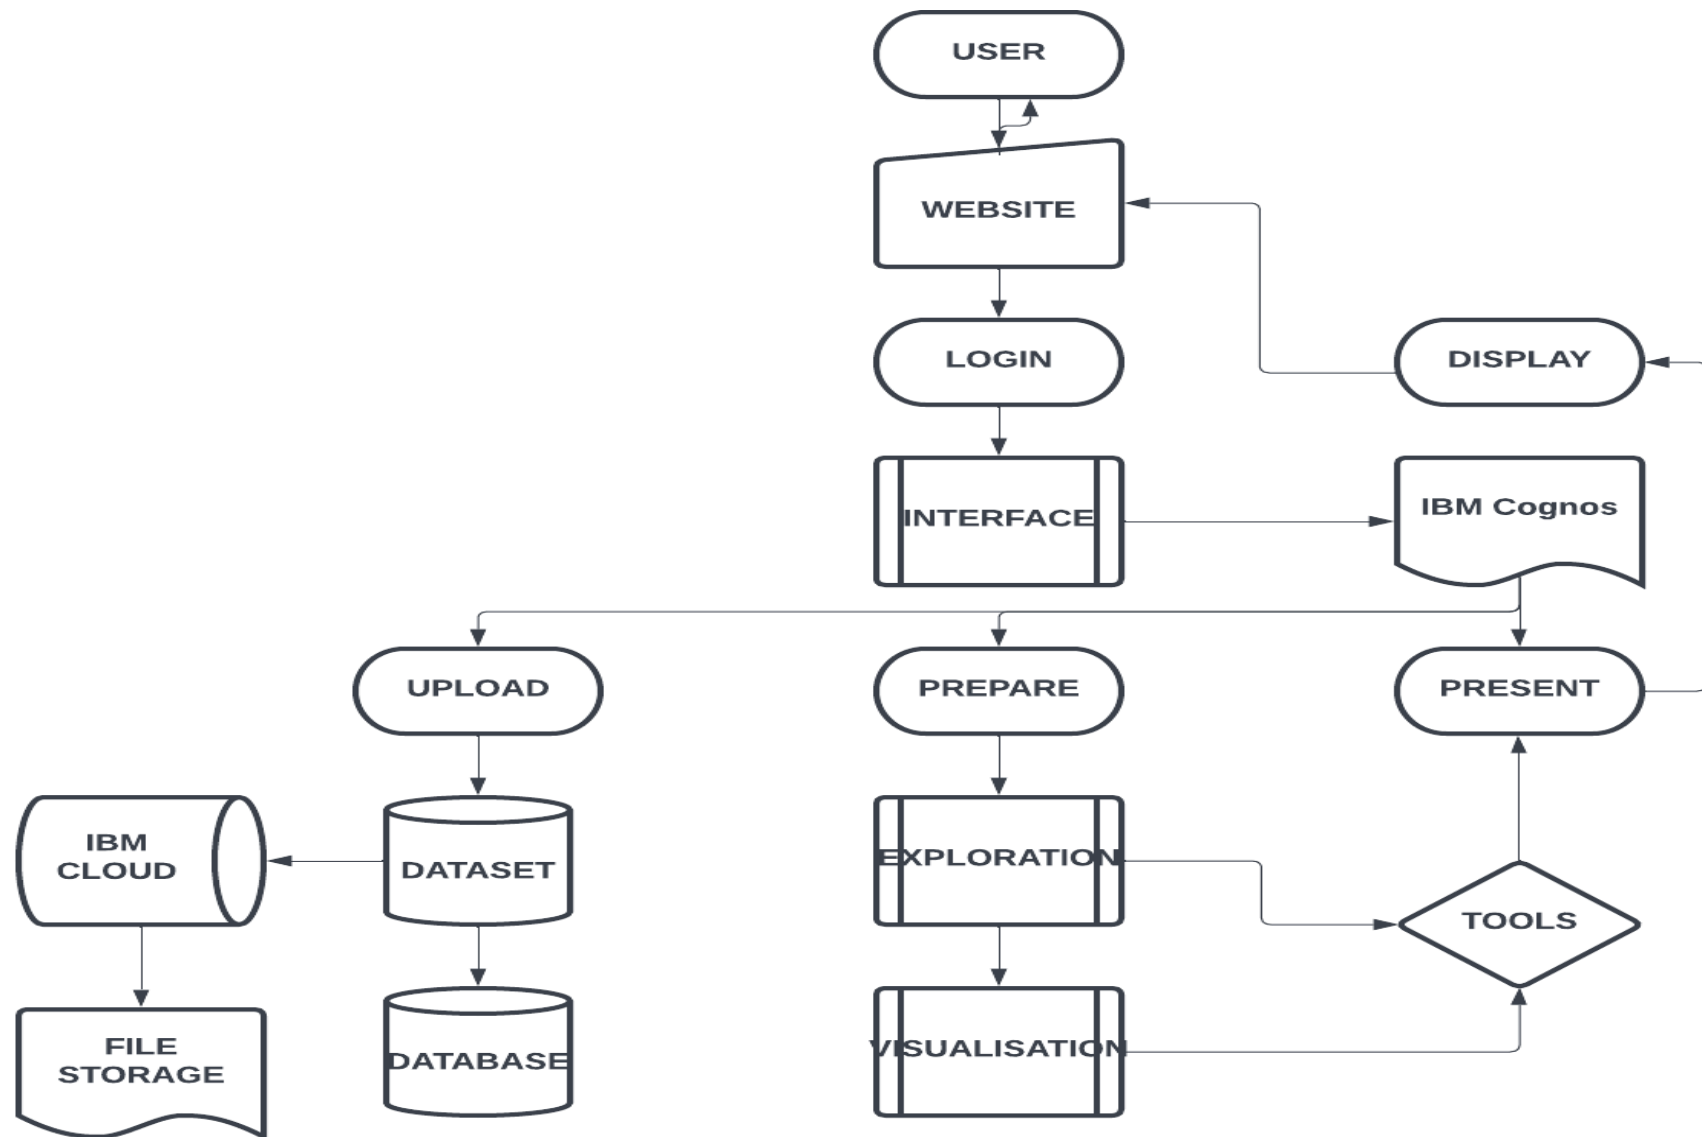 USER
WEBSITE
LOGIN
DISPLAY
INTERFACE
IBM Cognos
UPLOAD
PREPARE
PRESENT
IBM
CLOUD
DATASET
EXPLORATION
TOOLS
FILE
STORAGE
DATABASE
VISUALISATION